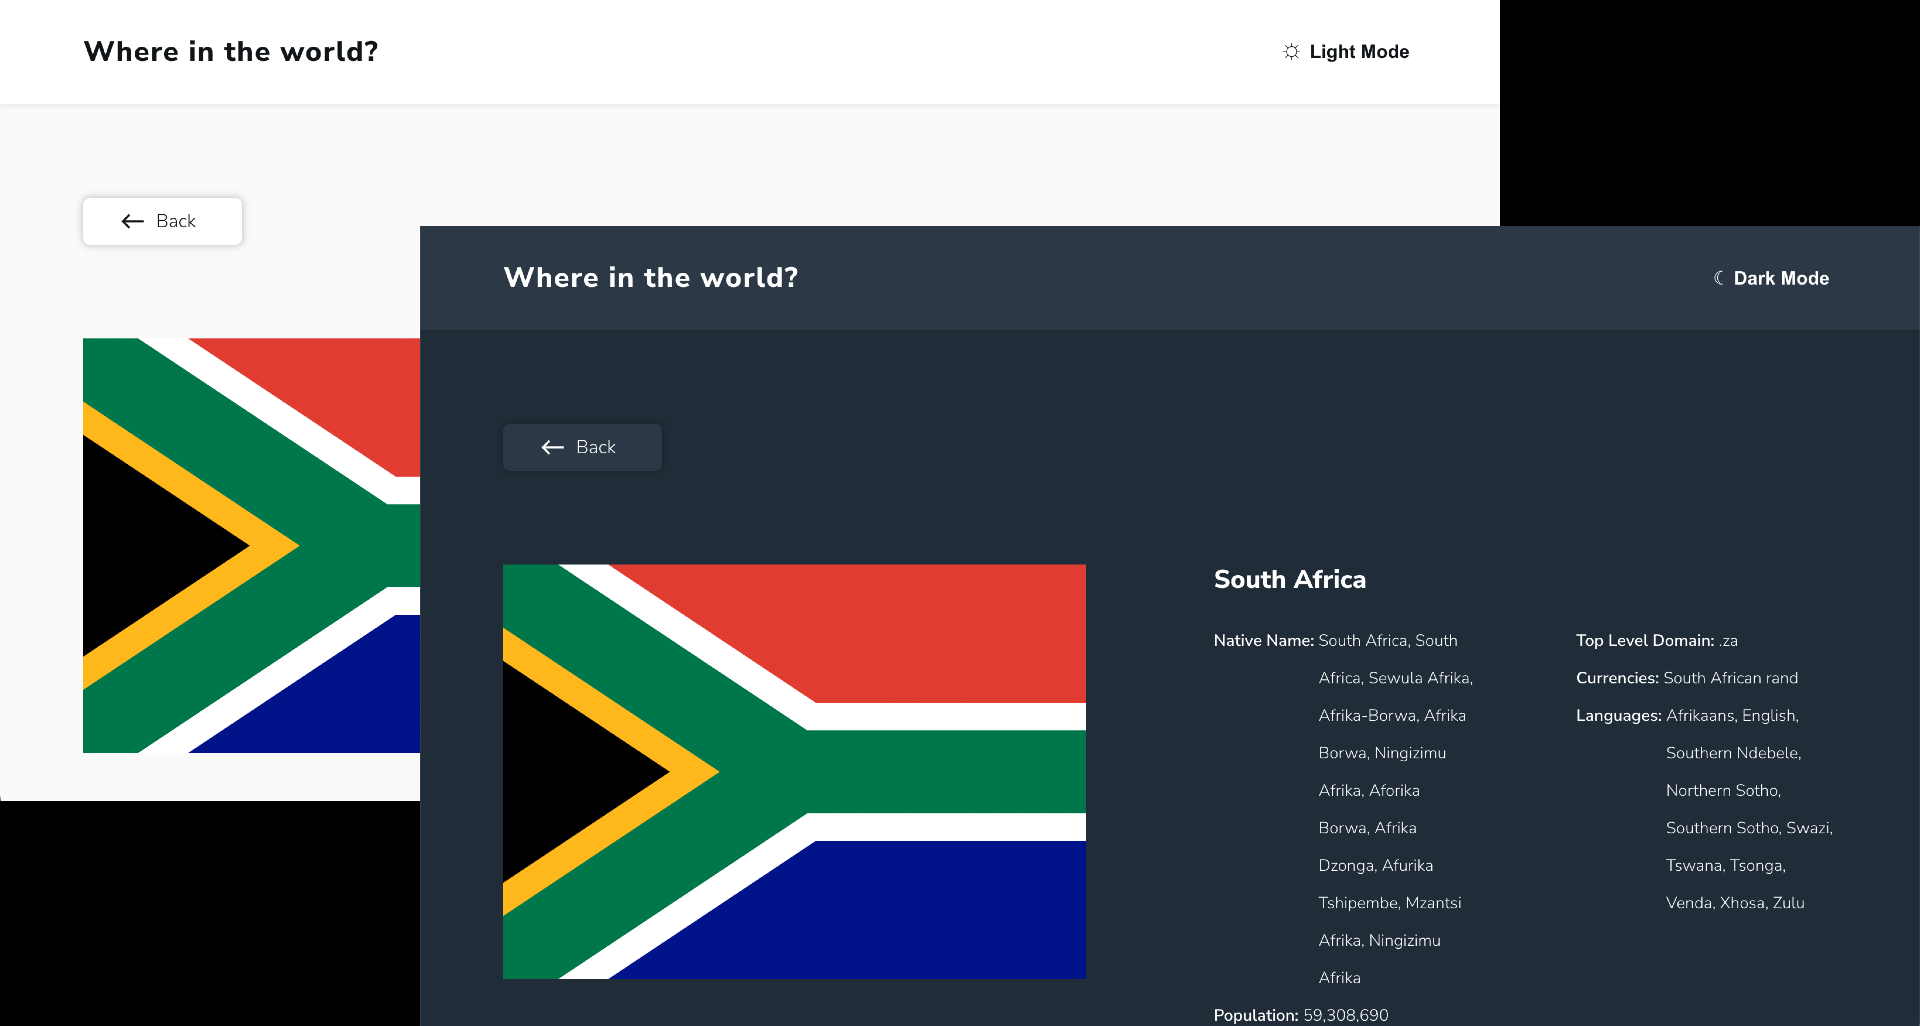 Where in the world?
Light Mode
Back
Where in the world?
Dark Mode
Back
South Africa
Native Name: South Africa, South
Africa, Sewula Afrika,
Afrika-Borwa, Afrika
Borwa, Ningizimu
Afrika, Aforika
Borwa, Afrika
Dzonga, Afurika
Tshipembe, Mzantsi
Afrika, Ningizimu
Afrika
Population: 59,308,690
Top Level Domain: .za
Currencies: South African rand
Languages: Afrikaans, English,
Southern Ndebele,
Northern Sotho,
Southern Sotho, Swazi,
Tswana, Tsonga,
Venda, Xhosa, Zulu